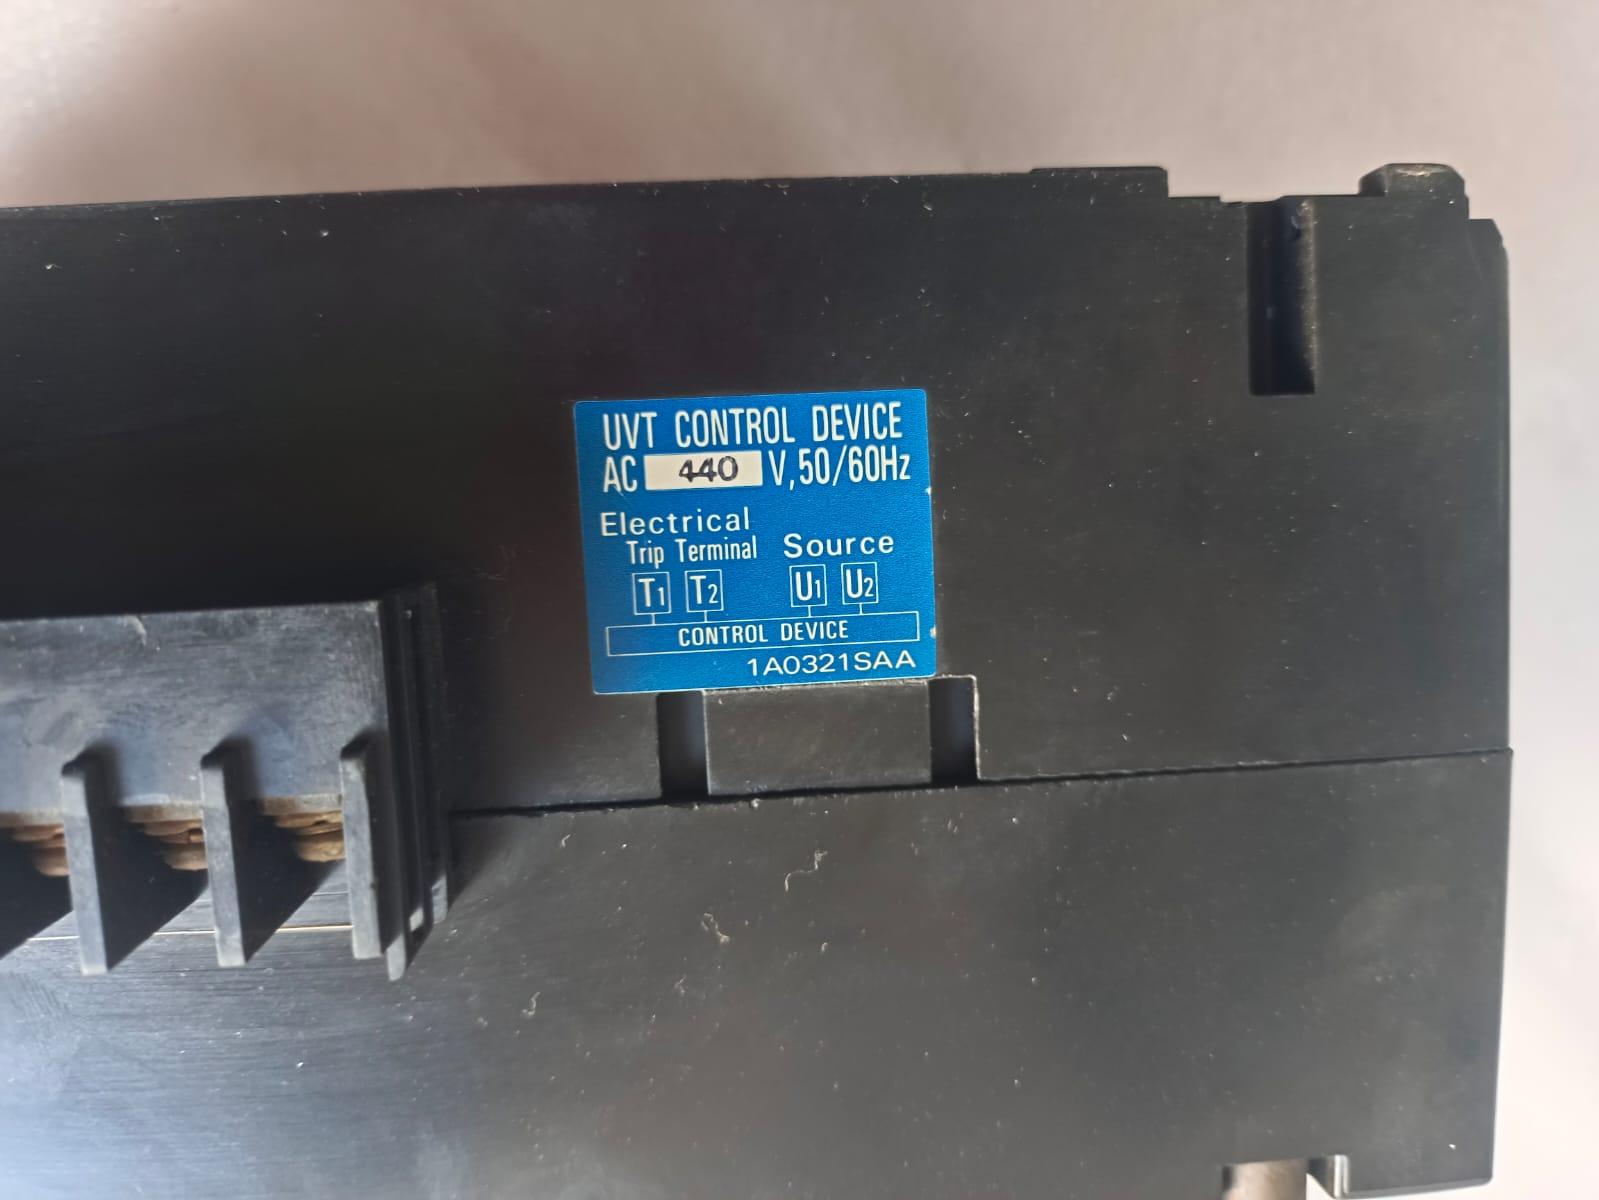 UVT CONTROL DEVICE
AC 440 V, 50/60Hz
Electrical
Trip Terminal Source
T1 T2 U1 U2
CONTROL DEVICE
1A0321SAA